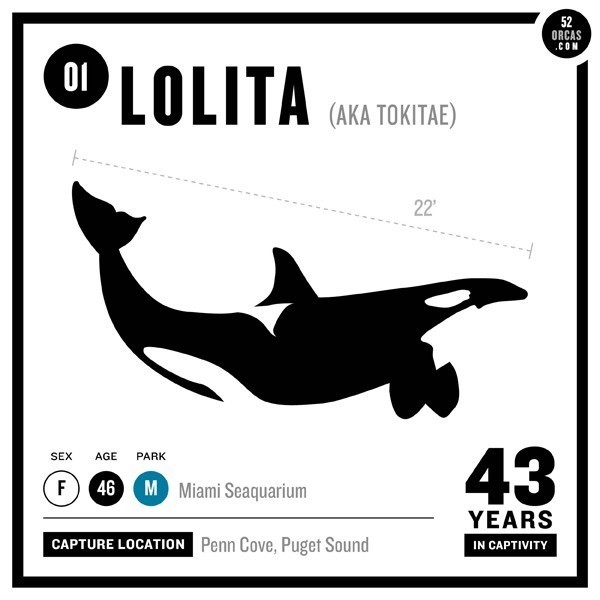 52
ORCAS
.COM
01 LOLITA (AKA TOKITAE)
22'
SEX AGE PARK
F 46 M Miami Seaquarium
43
YEARS
IN CAPTIVITY
CAPTURE LOCATION Penn Cove, Puget Sound